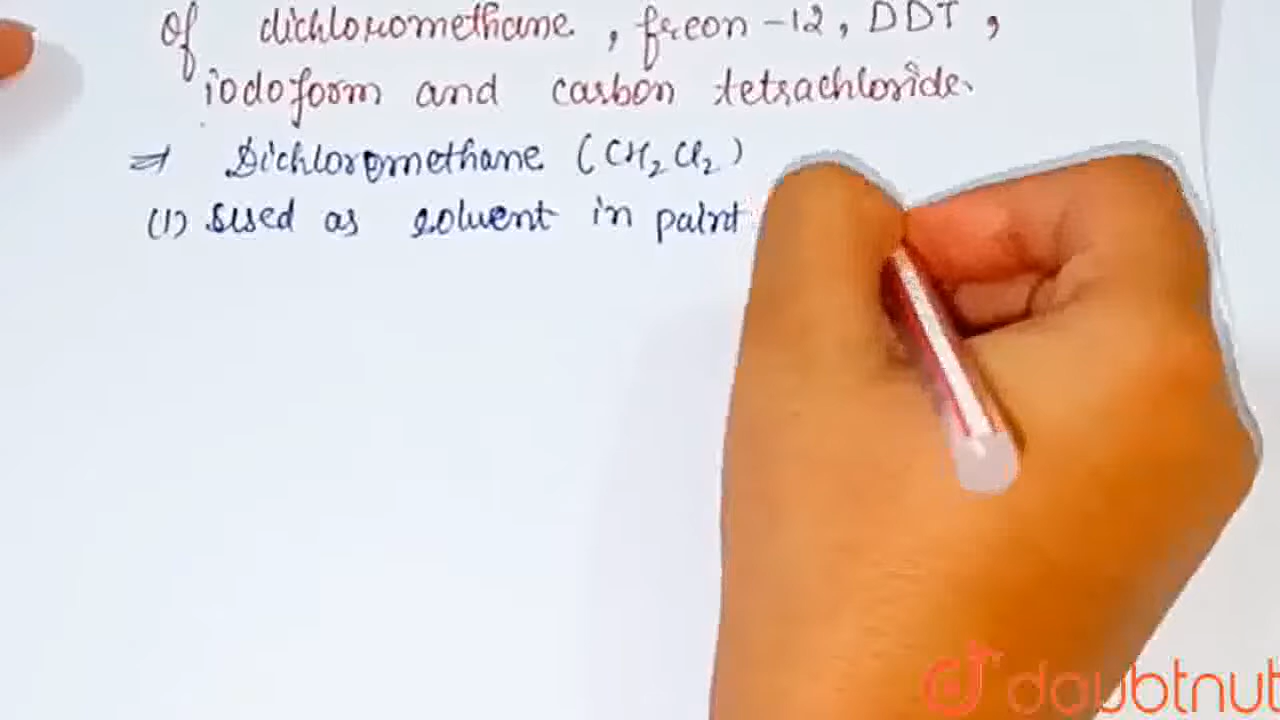 of dichloromethane, freon-12, DDT,
iodoform and carbon tetrachloride.
⇒ Dichloromethane (CH₂Cl₂)
(1) used as solvent in paint
doubtnut